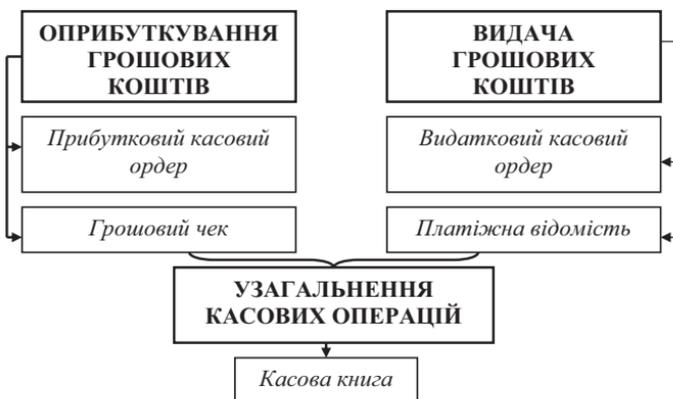 ОПРИБУТКУВАННЯ
ГРОШОВИХ
КОШТІВ
Прибутковий касовий
ордер
Грошовий чек
ВИДАЧА
ГРОШОВИХ
КОШТІВ
Видатковий касовий
ордер
Платіжна відомість
УЗАГАЛЬНЕННЯ
КАСОВИХ ОПЕРАЦІЙ
Касова книга